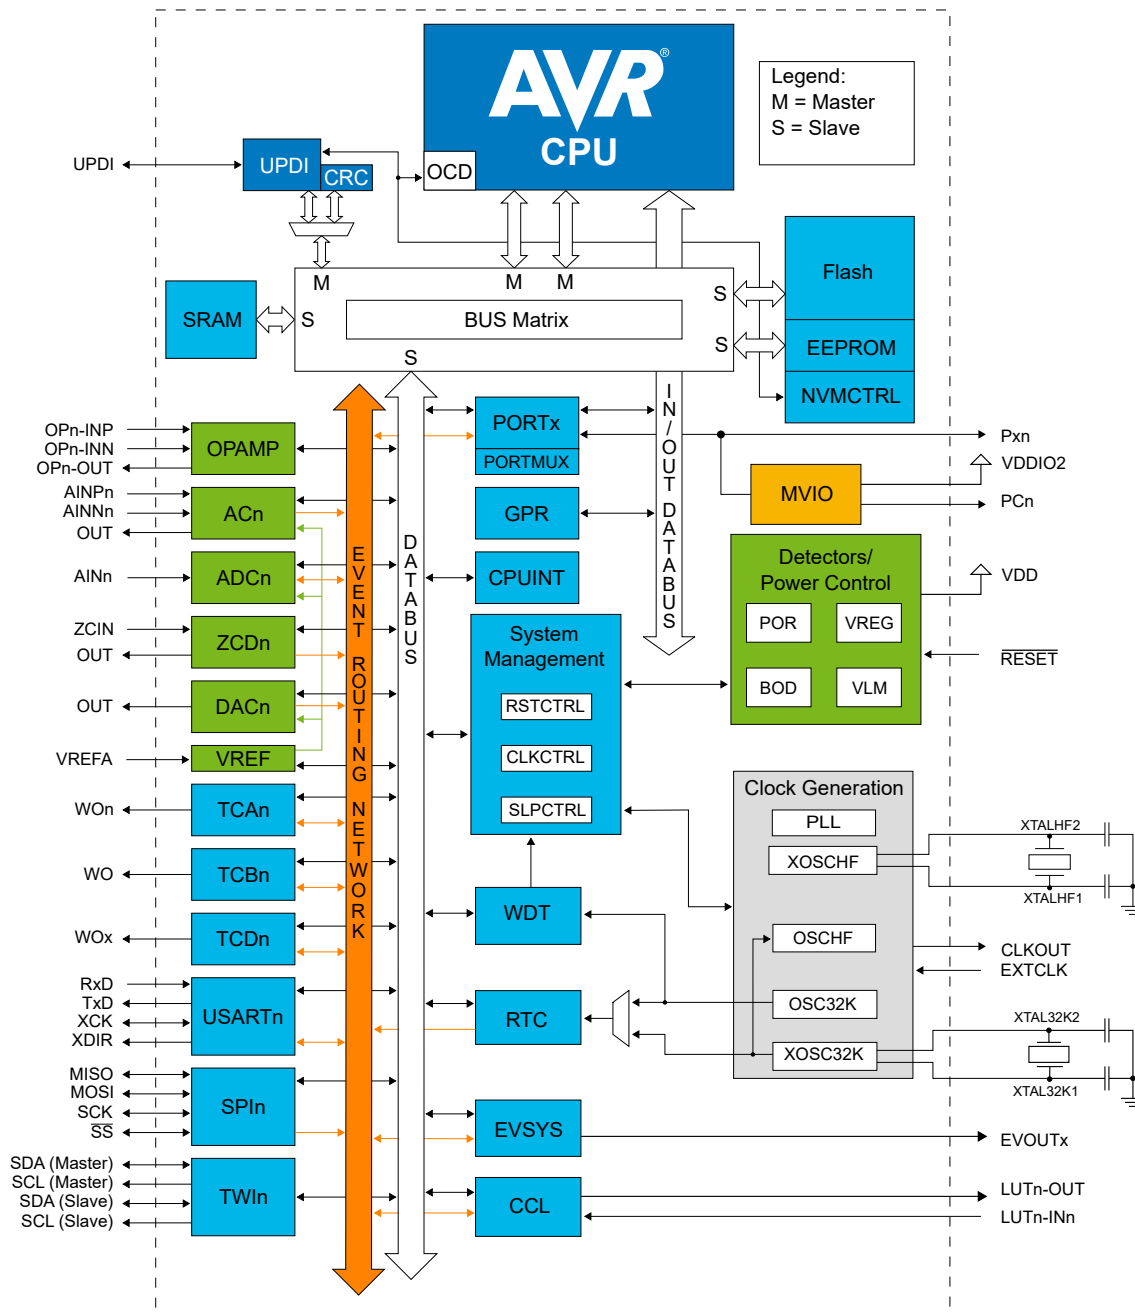 AVR®
CPU
OCD
Legend:
M = Master
S = Slave
UPDI
UPDI
CRC
Flash
EEPROM
NVMCTRL
SRAM
M
M
M
S
S
S
S
BUS Matrix
EVENT ROUTING NETWORK
DATABUS
IN/OUT DATABUS
OPn-INP
OPn-INN
OPn-OUT
OPAMP
AINPn
AINNn
OUT
ACn
AINn
ADCn
ZCIN
OUT
ZCDn
OUT
DACn
VREFA
VREF
WOn
TCAn
WO
TCBn
WOx
TCDn
RxD
TxD
XCK
XDIR
USARTn
MISO
MOSI
SCK
SS
SPIn
SDA (Master)
SCL (Master)
SDA (Slave)
SCL (Slave)
TWIn
PORTx
PORTMUX
GPR
CPUINT
System
Management
RSTCTRL
CLKCTRL
SLPCTRL
WDT
RTC
EVSYS
CCL
Pxn
VDDIO2
MVIO
PCn
Detectors/
Power Control
POR
VREG
BOD
VLM
VDD
RESET
Clock Generation
PLL
XOSCHF
OSCHF
OSC32K
XOSC32K
XTALHF2
XTALHF1
CLKOUT
EXTCLK
XTAL32K2
XTAL32K1
EVOUTx
LUTn-OUT
LUTn-INn